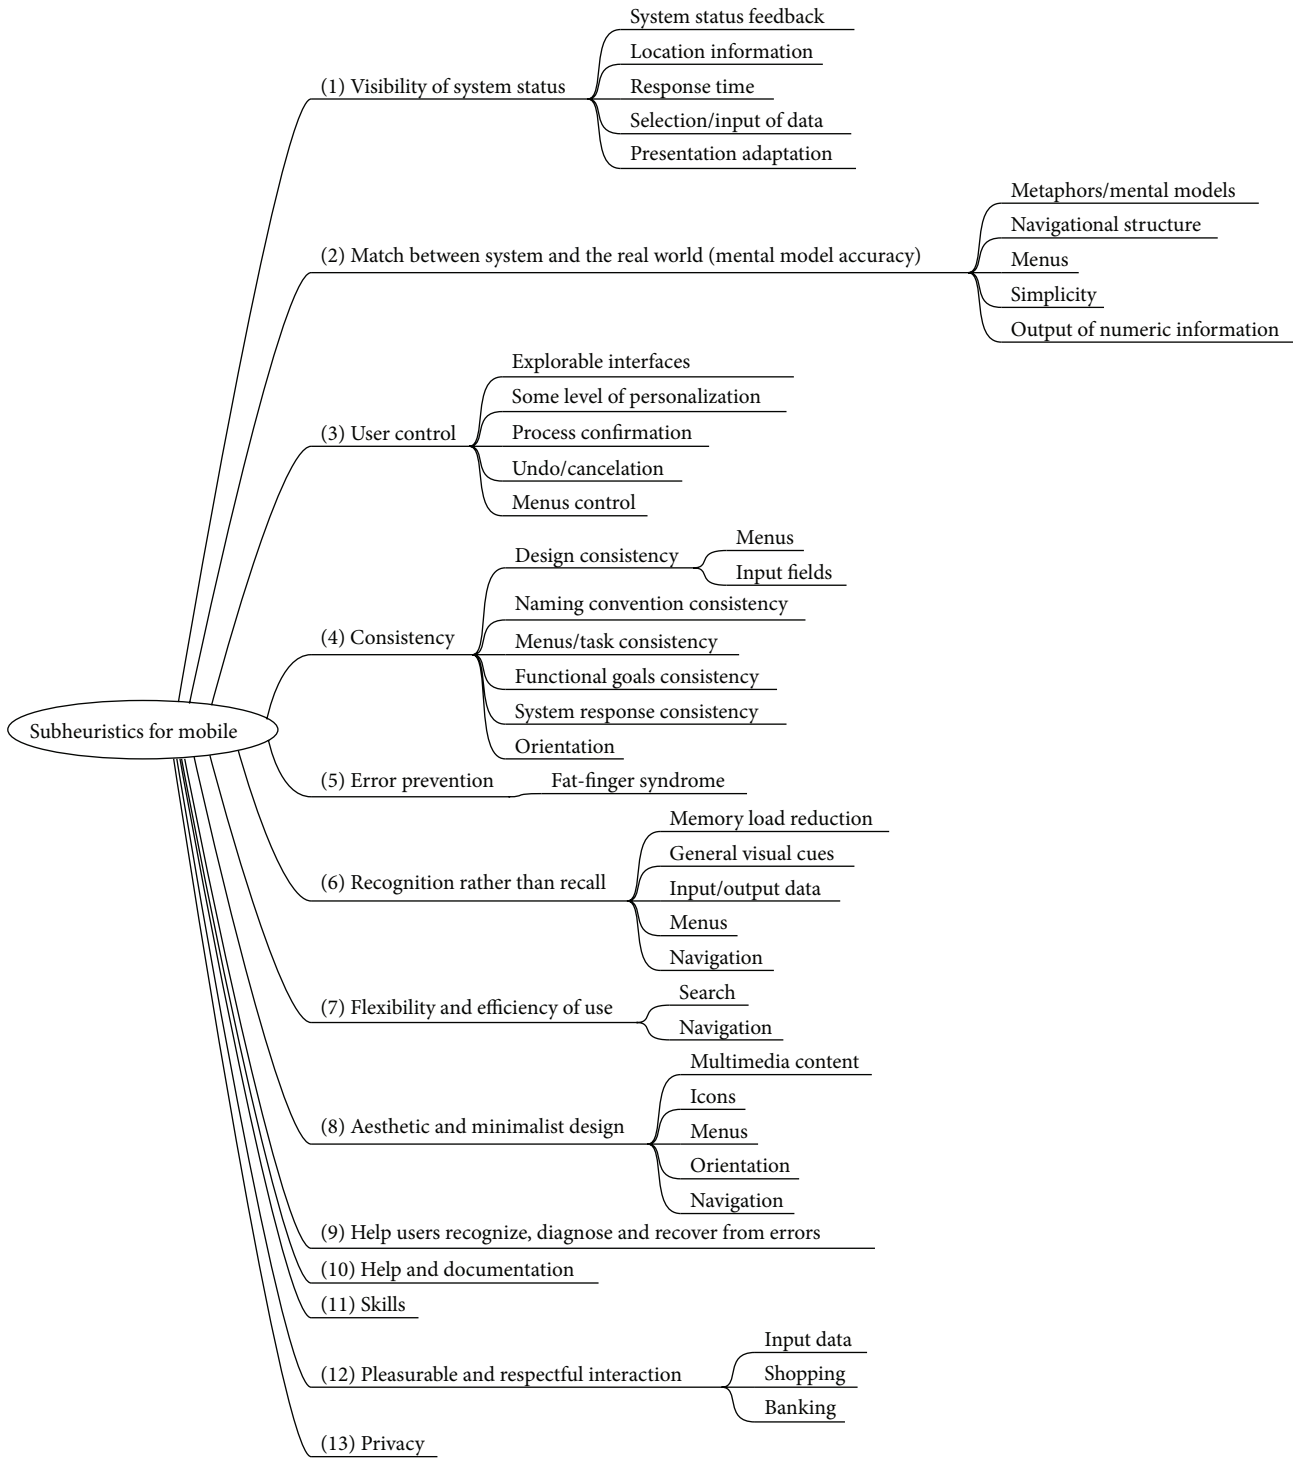 Subheuristics for mobile
(1) Visibility of system status
System status feedback
Location information
Response time
Selection/input of data
Presentation adaptation
(2) Match between system and the real world (mental model accuracy)
Metaphors/mental models
Navigational structure
Menus
Simplicity
Output of numeric information
(3) User control
Explorable interfaces
Some level of personalization
Process confirmation
Undo/cancelation
Menus control
(4) Consistency
Design consistency
Menus
Input fields
Naming convention consistency
Menus/task consistency
Functional goals consistency
System response consistency
Orientation
(5) Error prevention
Fat-finger syndrome
(6) Recognition rather than recall
Memory load reduction
General visual cues
Input/output data
Menus
Navigation
(7) Flexibility and efficiency of use
Search
Navigation
(8) Aesthetic and minimalist design
Multimedia content
Icons
Menus
Orientation
Navigation
(9) Help users recognize, diagnose and recover from errors
(10) Help and documentation
(11) Skills
(12) Pleasurable and respectful interaction
Input data
Shopping
Banking
(13) Privacy